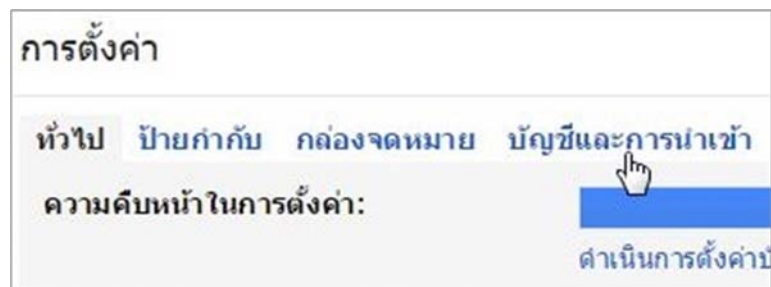 การตั้งค่า
ทั่วไป ป้ายกำกับ กล่องจดหมาย บัญชีและการนำเข้า
ความคืบหน้าในการตั้งค่า:
ดำเนินการตั้งค่า